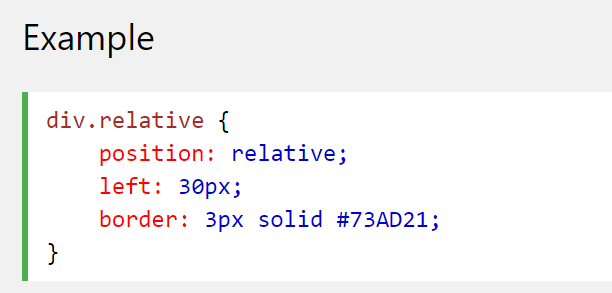 Example
div.relative {
    position: relative;
    left: 30px;
    border: 3px solid #73AD21;
}